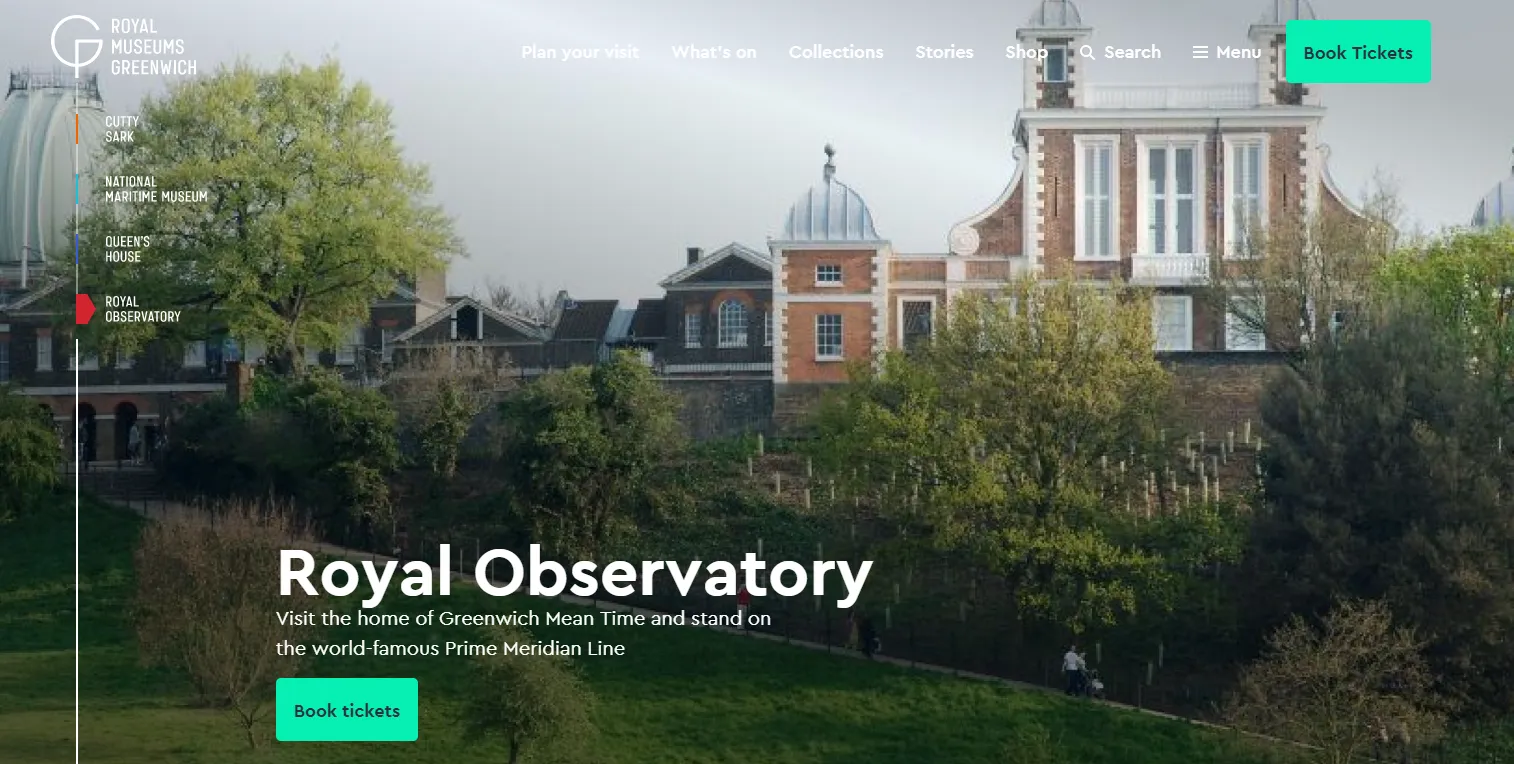 ROYAL
MUSEUMS
GREENWICH
Plan your visit
What's on
Collections
Stories
Shop
Search
Menu
Book Tickets
CUTTY
SARK
NATIONAL
MARITIME MUSEUM
QUEEN'S
HOUSE
ROYAL
OBSERVATORY
Royal Observatory
Visit the home of Greenwich Mean Time and stand on
the world-famous Prime Meridian Line
Book tickets